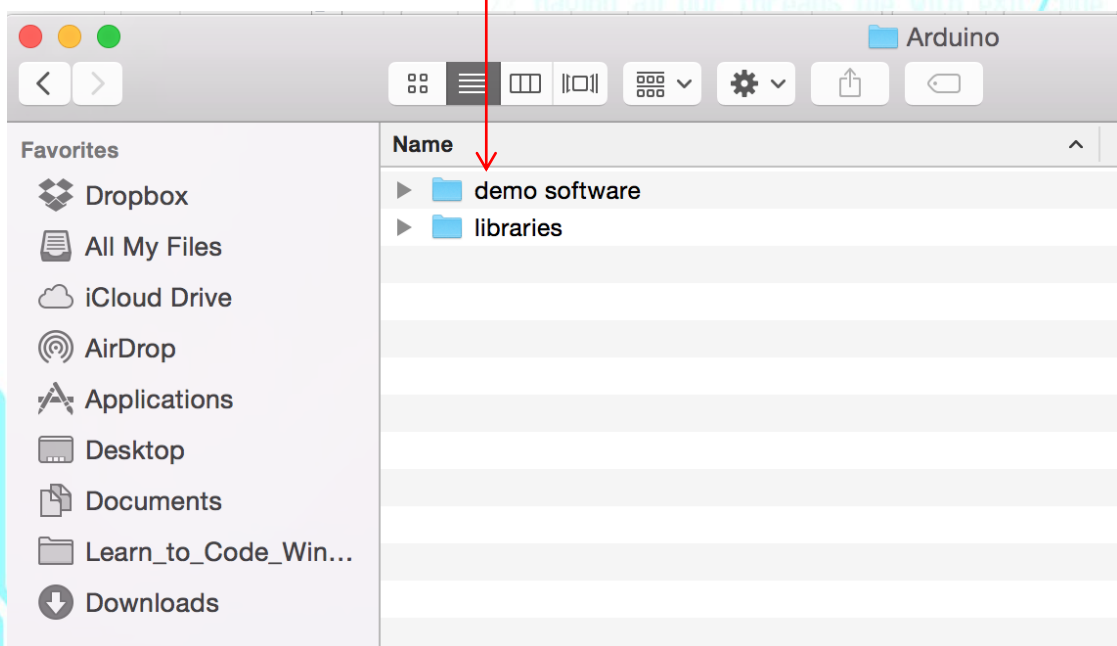 Arduino
Favorites
Dropbox
All My Files
iCloud Drive
AirDrop
Applications
Desktop
Documents
Learn_to_Code_Win...
Downloads
Name
demo software
libraries